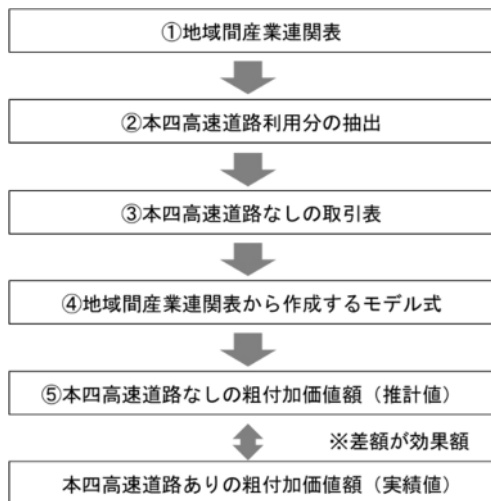 ①地域間産業連関表
②本四高速道路利用分の抽出
③本四高速道路なしの取引表
④地域間産業連関表から作成するモデル式
⑤本四高速道路なしの粗付加価値額（推計値）
※差額が効果額
本四高速道路ありの粗付加価値額（実績値）